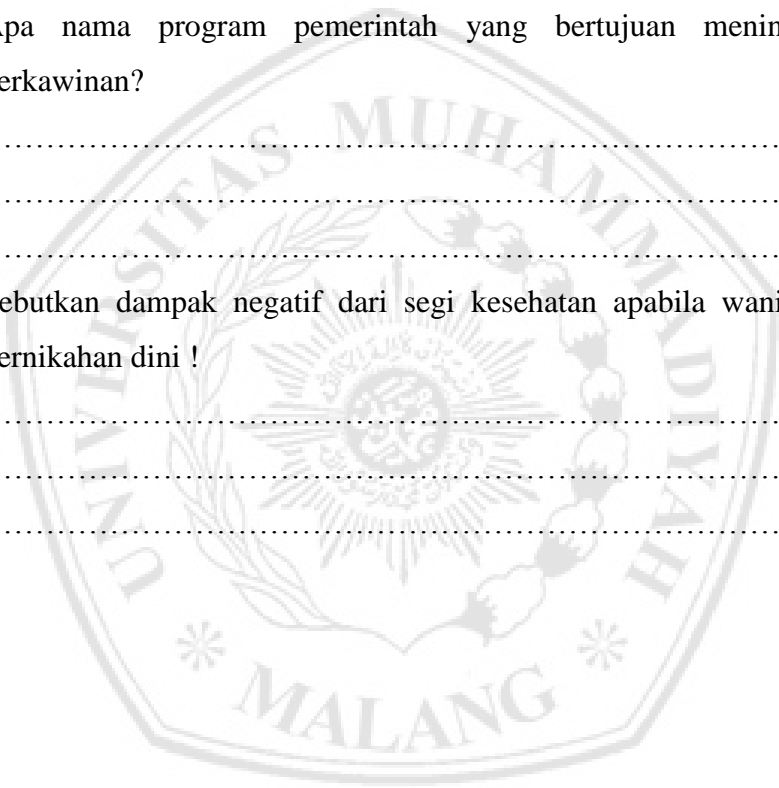 Apa nama program pemerintah yang bertujuan menin
erkawinan?
………………………………………………………………
………………………………………………………………
………………………………………………………………
ebutkan dampak negatif dari segi kesehatan apabila wani
ernikahan dini !
………………………………………………………………
………………………………………………………………
………………………………………………………………
UNIVERSITAS MUHAMMADIYAH
* MALANG *